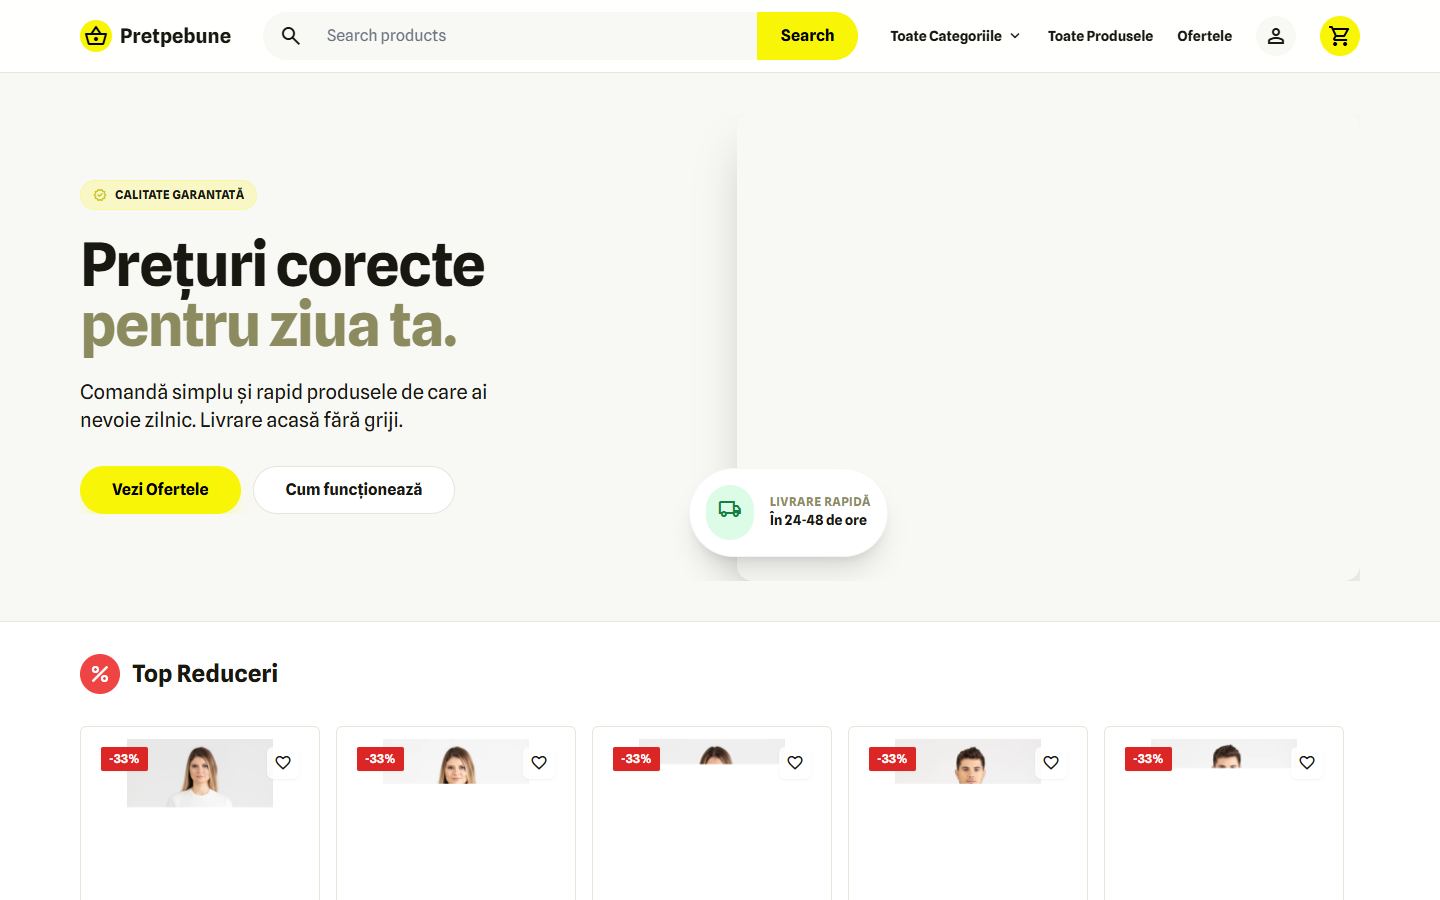 Pretpebune
Search products
Search
Toate Categoriile
Toate Produsele
Ofertele
CALITATE GARANTATĂ
Prețuri corecte
pentru ziua ta.
Comandă simplu și rapid produsele de care ai
nevoie zilnic. Livrare acasă fără griji.
Vezi Ofertele
Cum funcționează
LIVRARE RAPIDĂ
În 24-48 de ore
Top Reduceri
-33%
-33%
-33%
-33%
-33%